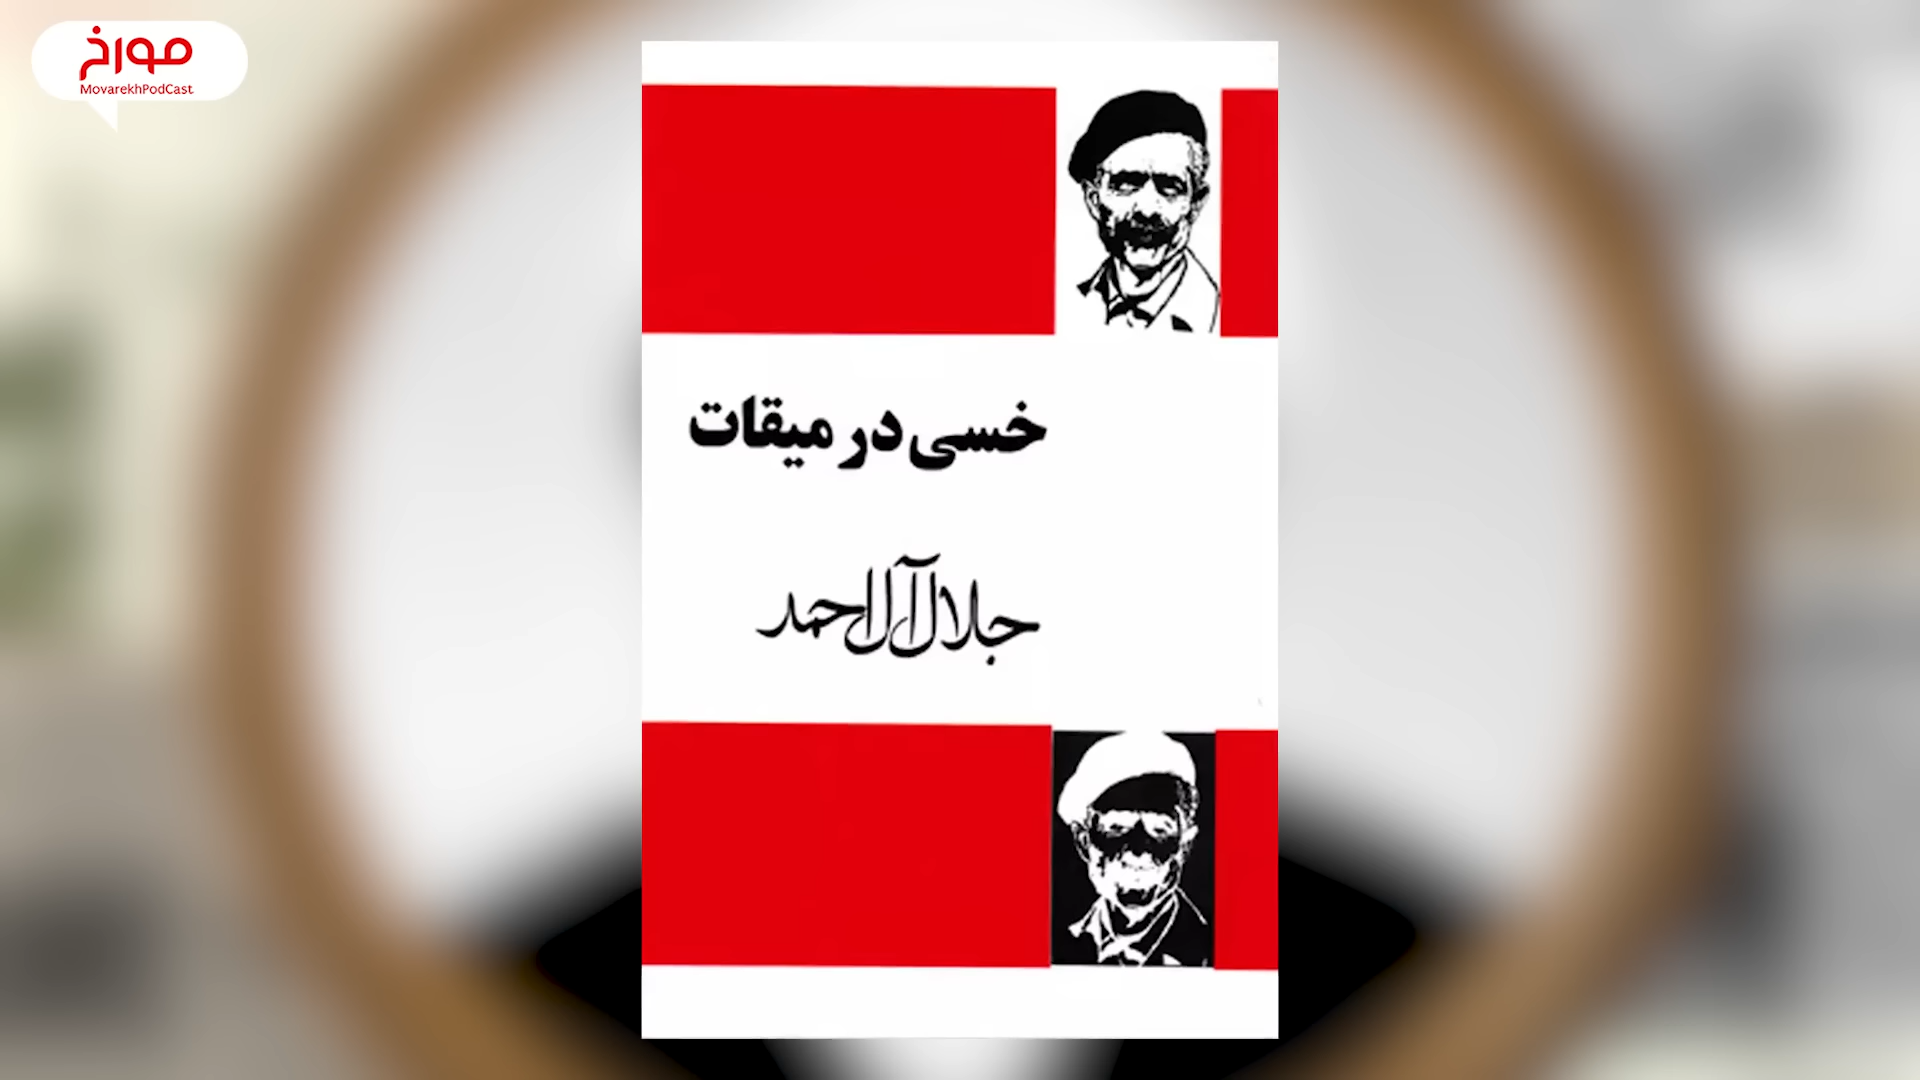 مورخ
MovarekhPodCast
خسی در میقات
جلال آل احمد